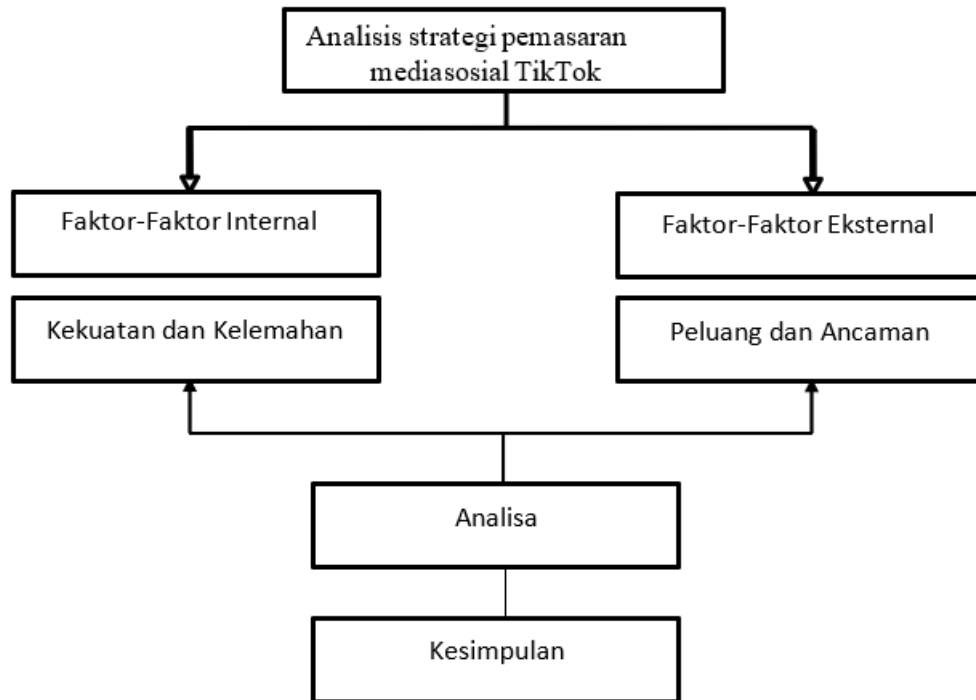 Analisis strategi pemasaran
mediasosial TikTok
Faktor-Faktor Internal
Faktor-Faktor Eksternal
Kekuatan dan Kelemahan
Peluang dan Ancaman
Analisa
Kesimpulan